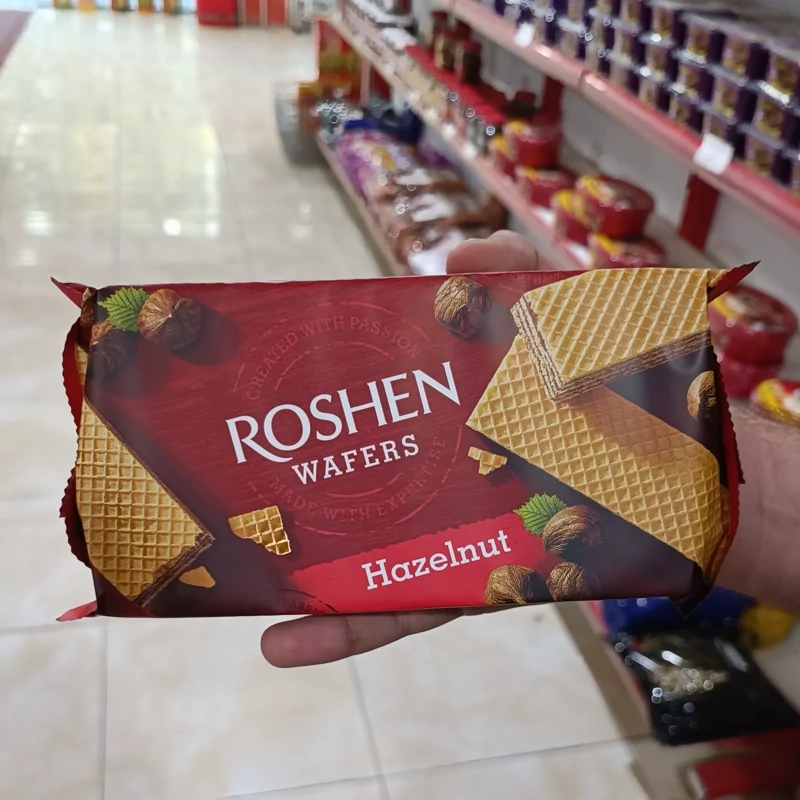 CREATED WITH PASSION
ROSHEN
WAFERS
MADE WITH EXPERTISE
Hazelnut